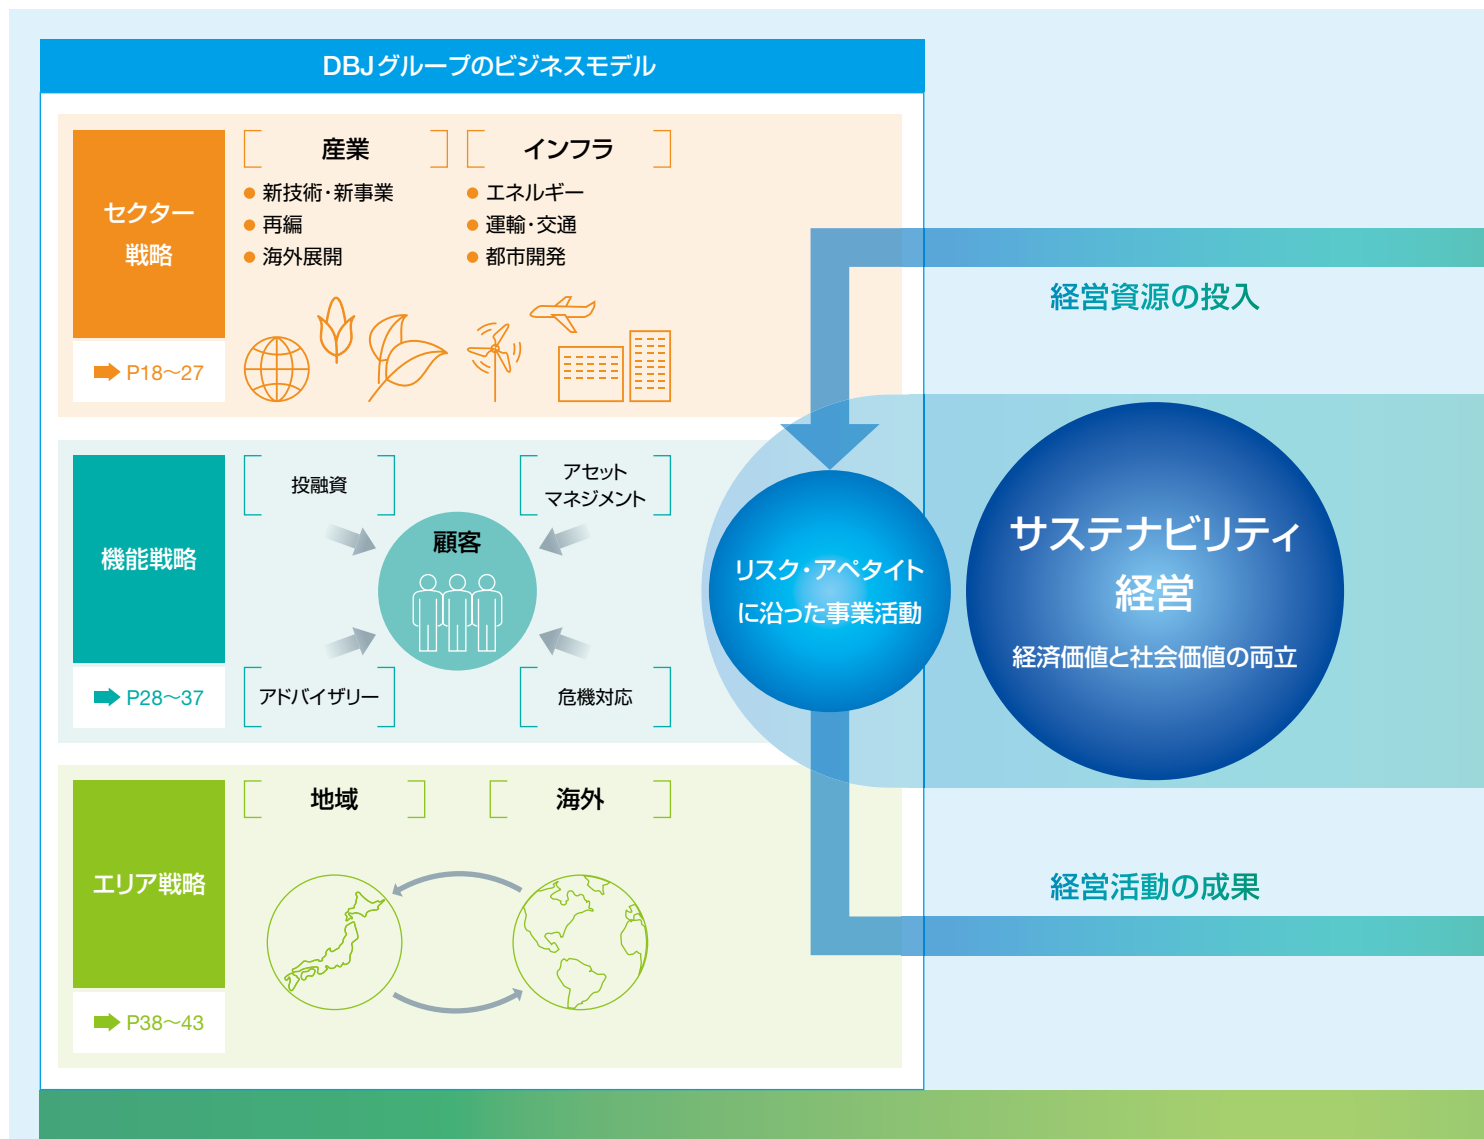 DBJグループのビジネスモデル
セクター
戦略
P18〜27
産業
新技術・新事業
再編
海外展開
インフラ
エネルギー
運輸・交通
都市開発
機能戦略
P28〜37
投融資
アセット
マネジメント
顧客
アドバイザリー
危機対応
エリア戦略
P38〜43
地域
海外
リスク・アペタイト
に沿った事業活動
経営資源の投入
サステナビリティ
経営
経済価値と社会価値の両立
経営活動の成果